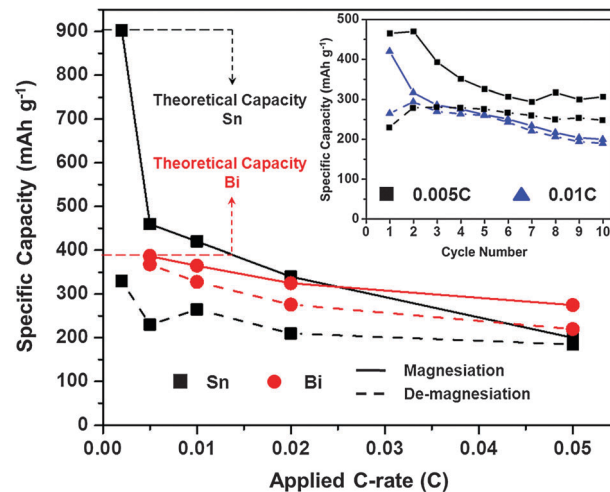 900
800
700
600
500
400
300
200
100
0
Specific Capacity (mAh g⁻¹)
0.00
0.01
0.02
0.03
0.04
0.05
Applied C-rate (C)
Theoretical Capacity
Sn
Theoretical Capacity
Bi
Sn
Bi
Magnesiation
De-magnesiation
500
400
300
200
100
0
Specific Capacity (mAh g⁻¹)
0.005C
0.01C
0 1 2 3 4 5 6 7 8 9 10
Cycle Number